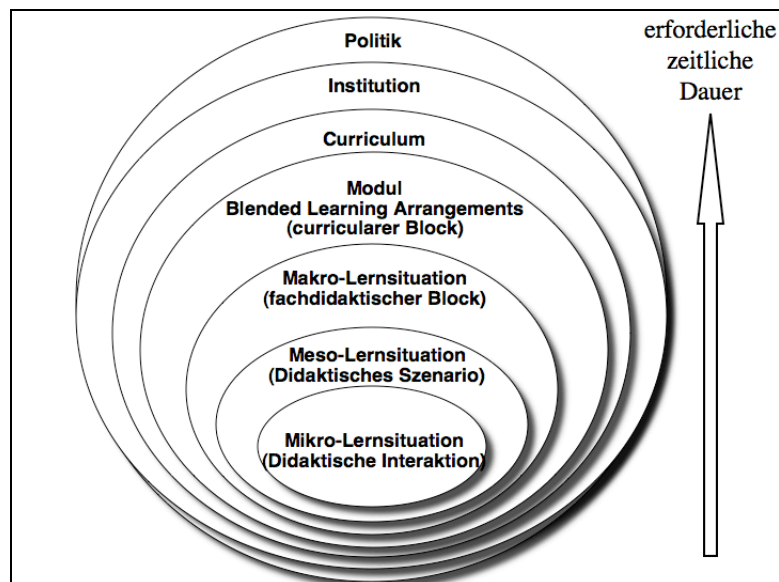 Politik
Institution
Curriculum
Modul
Blended Learning Arrangements
(curricularer Block)
Makro-Lernsituation
(fachdidaktischer Block)
Meso-Lernsituation
(Didaktisches Szenario)
Mikro-Lernsituation
(Didaktische Interaktion)
erforderliche
zeitliche
Dauer